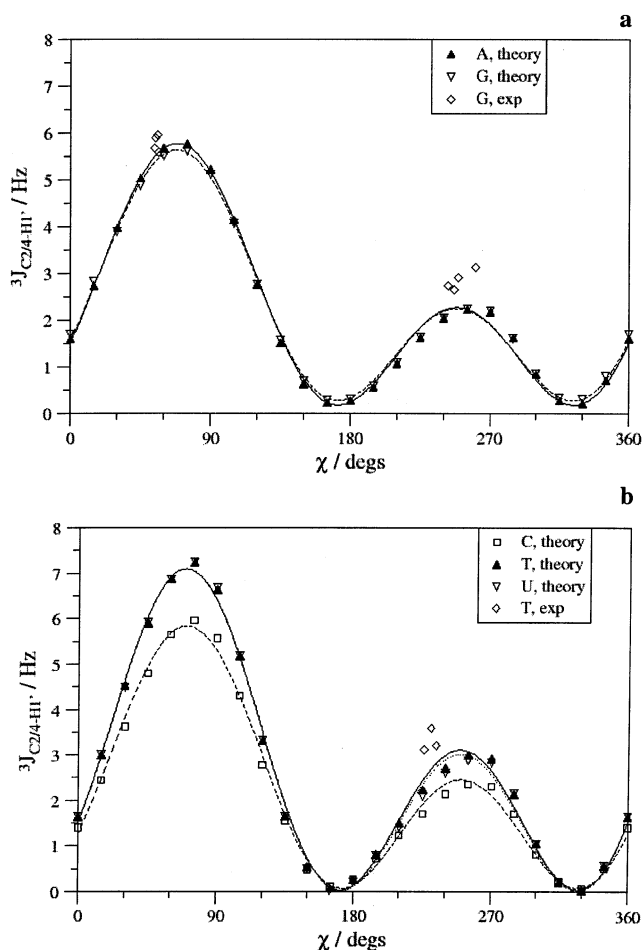 a
8
7
6
5
4
3
2
1
0
³J_C2/4-H1' / Hz
A, theory
G, theory
G, exp
0
90
180
270
360
χ / degs
b
8
7
6
5
4
3
2
1
0
³J_C2/4-H1' / Hz
C, theory
T, theory
U, theory
T, exp
0
90
180
270
360
χ / degs